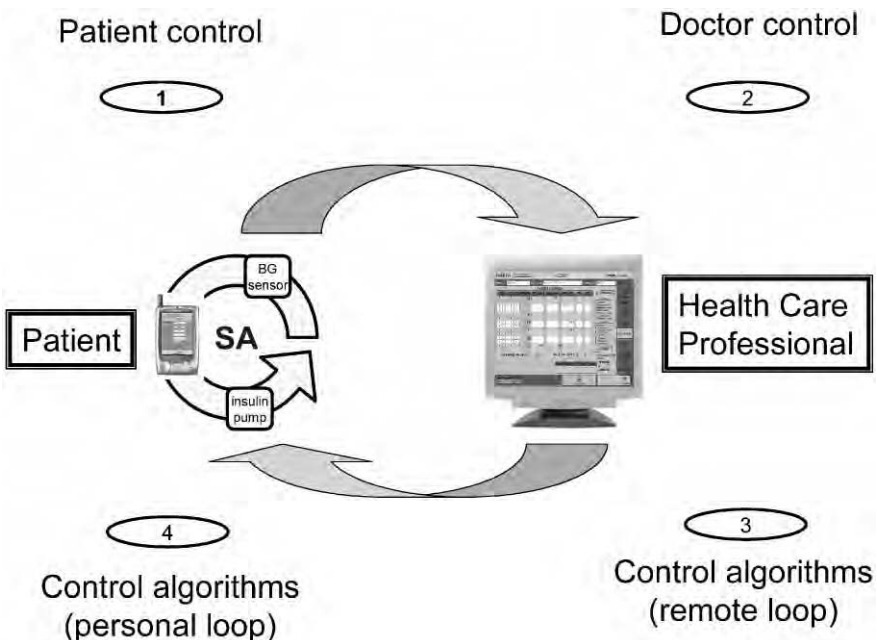 Patient control
Doctor control
1
2
BG
sensor
SA
Patient
Health Care
Professional
insulin
pump
4
3
Control algorithms
(personal loop)
Control algorithms
(remote loop)